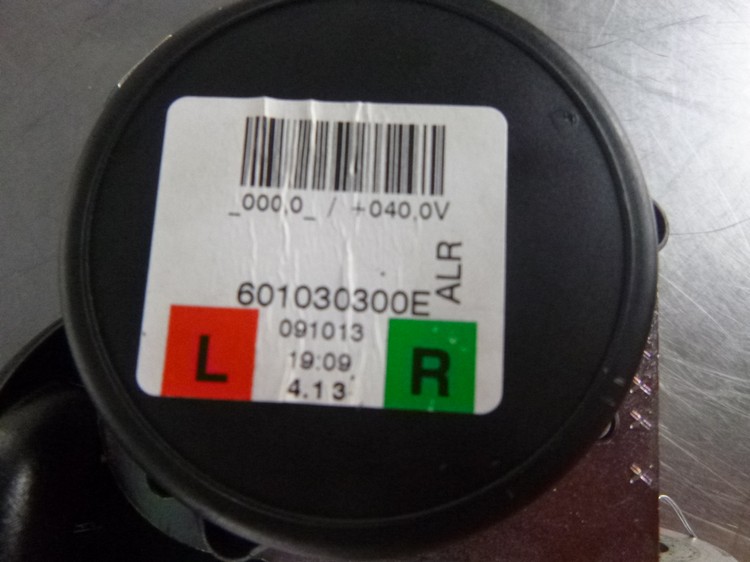 _000,0_ / +040,0V
ALR
601030300E
091013
19:09
4.13
L
R